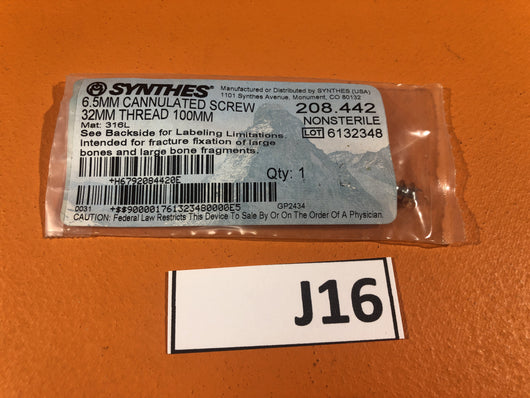 SYNTHES®
Manufactured or Distributed by SYNTHES (USA)
1101 Synthes Avenue, Monument, CO 80132
6.5MM CANNULATED SCREW
32MM THREAD 100MM
208.442
NONSTERILE
LOT 6132348
Mat: 316L
See Backside for Labeling Limitations.
Intended for fracture fixation of large
bones and large bone fragments.
Qty: 1
+H6792084420E
0031
+$$9000017613234800000E5
GP2434
CAUTION: Federal Law Restricts This Device To Sale By Or On The Order Of A Physician.
J16